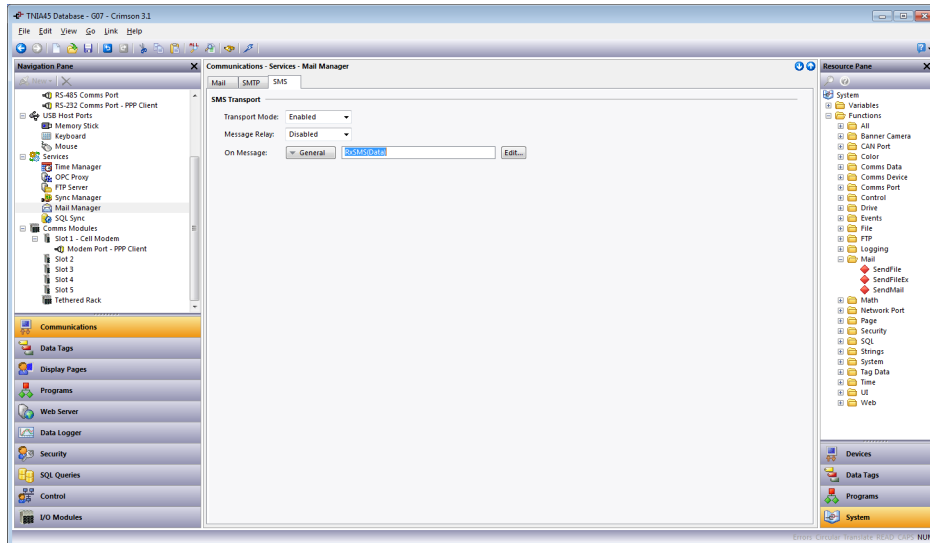 TNIA45 Database - G07 - Crimson 3.1
File Edit View Go Link Help
Navigation Pane
New
RS-485 Comms Port
RS-232 Comms Port - PPP Client
USB Host Ports
Memory Stick
Keyboard
Mouse
Services
Time Manager
OPC Proxy
FTP Server
Sync Manager
Mail Manager
SQL Sync
Comms Modules
Slot 1 - Cell Modem
Modem Port - PPP Client
Slot 2
Slot 3
Slot 4
Slot 5
Tethered Rack
Communications
Data Tags
Display Pages
Programs
Web Server
Data Logger
Security
SQL Queries
Control
I/O Modules
Communications - Services - Mail Manager
Mail SMTP SMS
SMS Transport
Transport Mode: Enabled
Message Relay: Disabled
On Message: General RxSMS(Data) Edit...
Resource Pane
System
Variables
Functions
All
Banner Camera
CAN Port
Color
Comms Data
Comms Device
Comms Port
Control
Drive
Events
File
FTP
Logging
Mail
SendFile
SendFileEx
SendMail
Math
Network Port
Page
Security
SQL
Strings
System
Tag Data
Time
UI
Web
Devices
Data Tags
Programs
System
Errors Circular Translate READ CAPS NUM